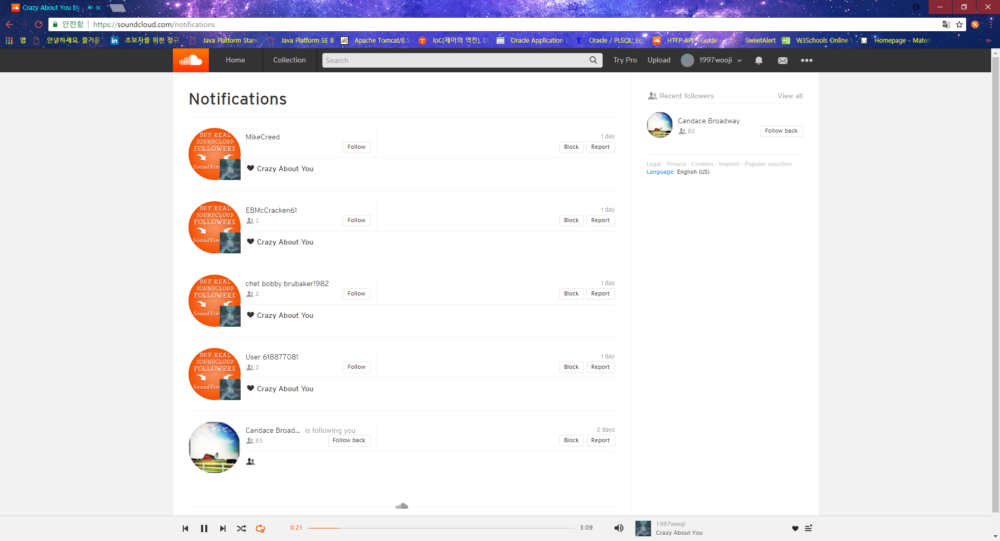 Crazy About You by
안전함 https://soundcloud.com/notifications
앱 안녕하세요. 즐거운 초보자를 위한 정규 Java Platform Stand Java Platform SE 8 Apache Tomcat/8.5 IoC(제어의 역전), D Oracle Application Oracle / PLSQL: HTTP API - Guide SweetAlert W3Schools Online Homepage - Materi
Home Collection Search Try Pro Upload 1997wooji
Notifications
Recent followers View all
Candace Broadway
83 Follow back
Legal - Privacy - Cookies - Imprint - Popular searches
Language: English (US)
BUY REAL
SOUNDCLOUD
FOLLOWERS
MikeCreed 1 day
Follow Block Report
Crazy About You
BUY REAL
SOUNDCLOUD
FOLLOWERS
EBMcCracken61 1 day
1 Follow Block Report
Crazy About You
BUY REAL
SOUNDCLOUD
FOLLOWERS
chet bobby brubaker1982 1 day
2 Follow Block Report
Crazy About You
BUY REAL
SOUNDCLOUD
FOLLOWERS
User 618877081 1 day
2 Follow Block Report
Crazy About You
Candace Broad... is following you 2 days
83 Follow back Block Report
0:21 3:09 1997wooji
Crazy About You